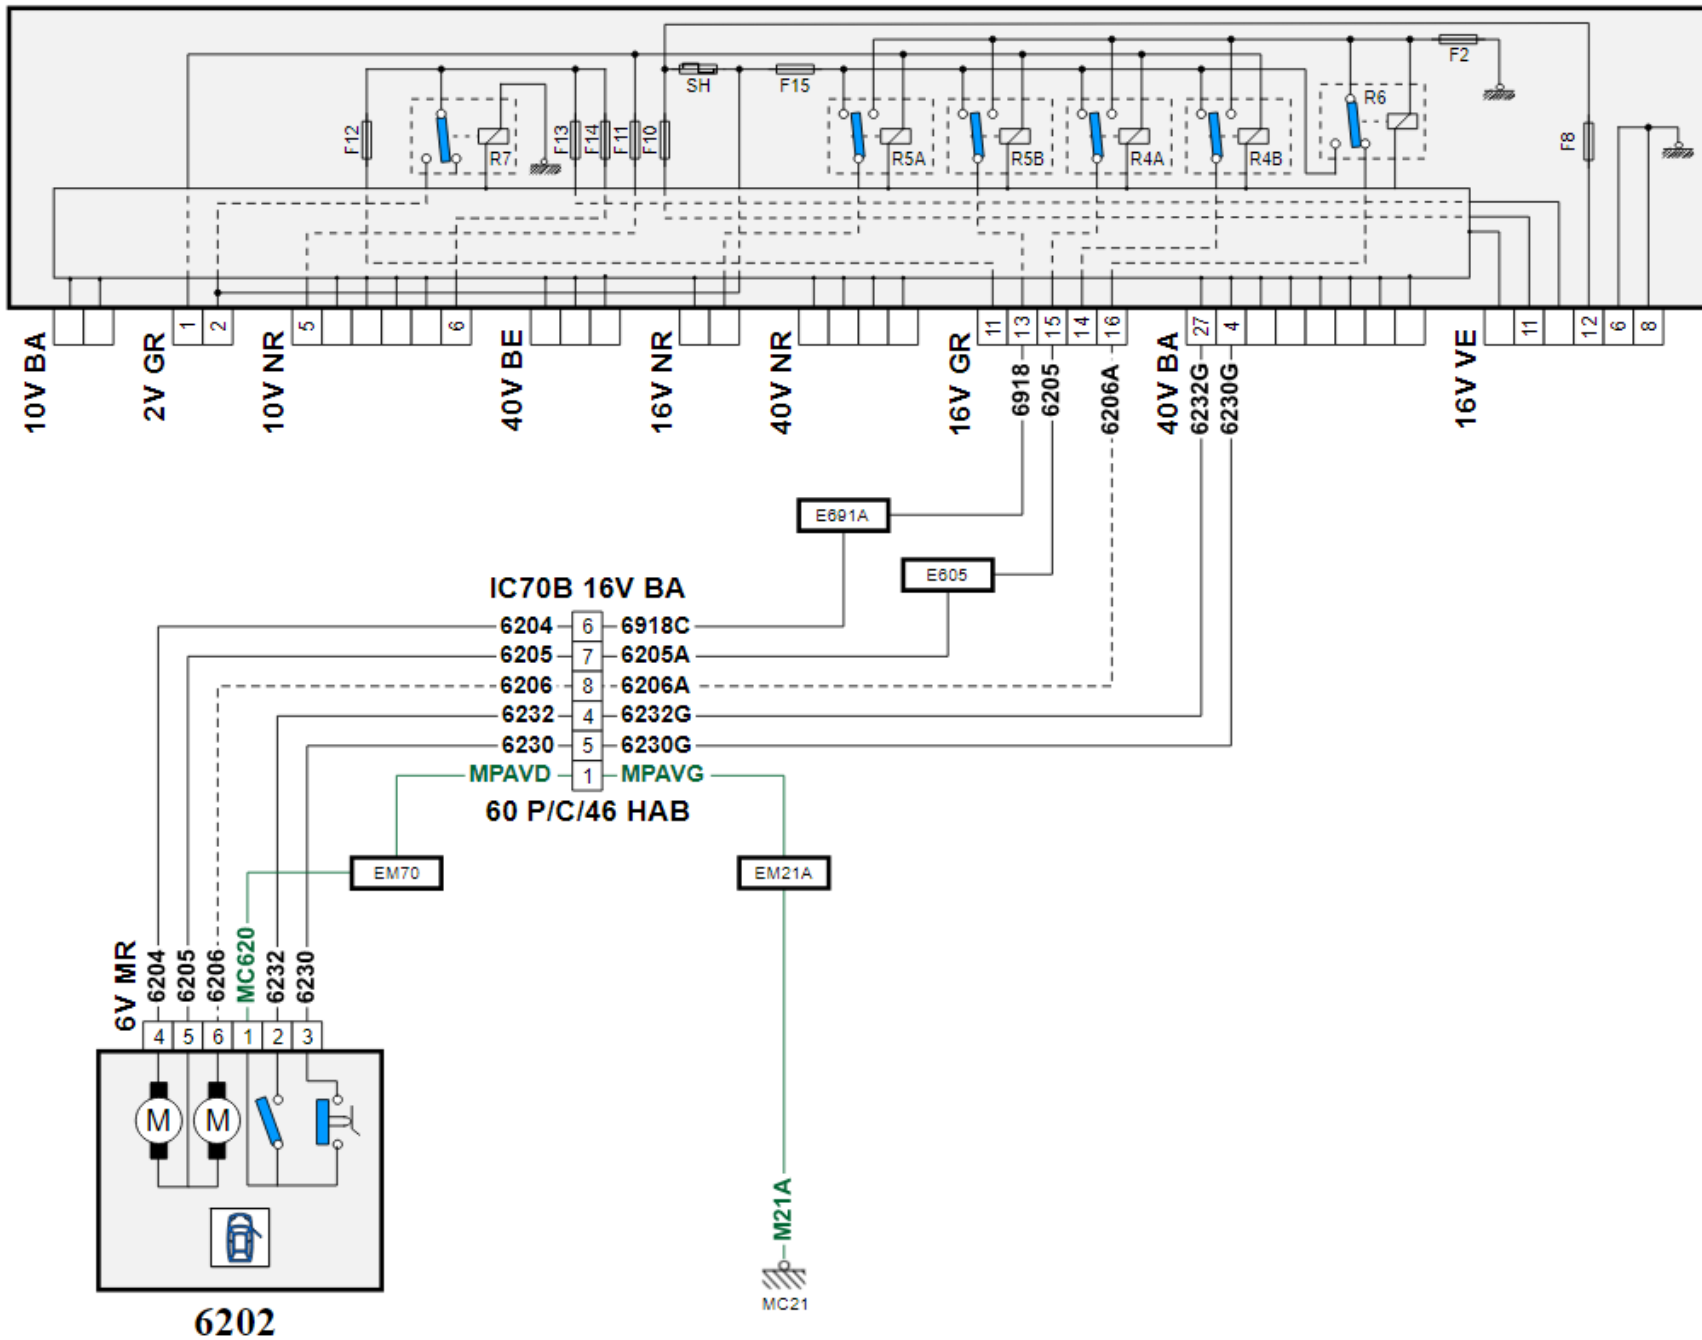 F2
SH
F15
R6
F12
R7
F13
F14
F11
F10
R5A
R5B
R4A
R4B
F8
1
2
5
6
11
13
15
14
16
27
4
11
12
6
8
10V BA
2V GR
10V NR
40V BE
16V NR
40V NR
16V GR
6918
6205
6206A
40V BA
6232G
6230G
16V VE
E691A
E605
IC70B 16V BA
6204 6 6918C
6205 7 6205A
6206 8 6206A
6232 4 6232G
6230 5 6230G
MPAVD 1 MPAVG
60 P/C/46 HAB
EM70
EM21A
6V MR
6204
6205
6206
MC620
6232
6230
4 5 6 1 2 3
M M
M21A
MC21
6202